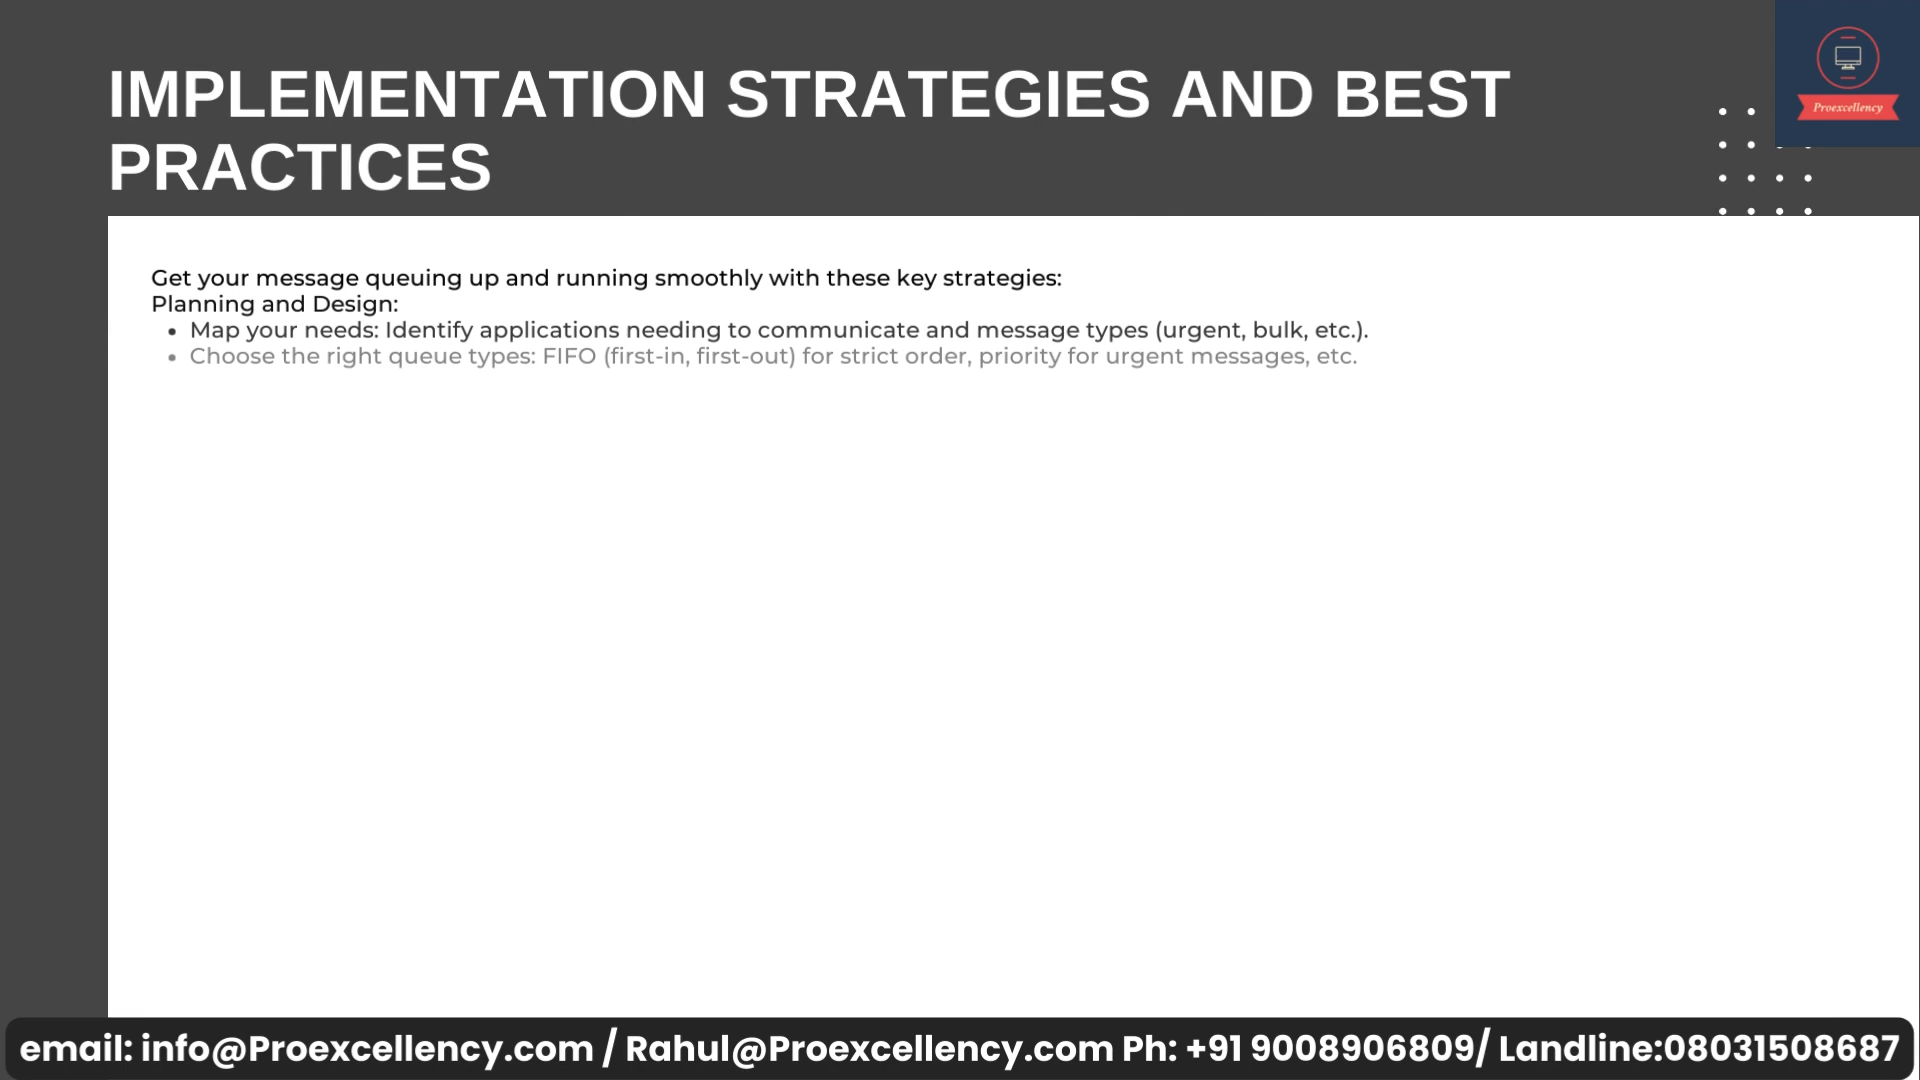 IMPLEMENTATION STRATEGIES AND BEST
PRACTICES
Proexcellency
Get your message queuing up and running smoothly with these key strategies:
Planning and Design:
• Map your needs: Identify applications needing to communicate and message types (urgent, bulk, etc.).
• Choose the right queue types: FIFO (first-in, first-out) for strict order, priority for urgent messages, etc.
email: info@Proexcellency.com / Rahul@Proexcellency.com Ph: +91 9008906809/ Landline:08031508687